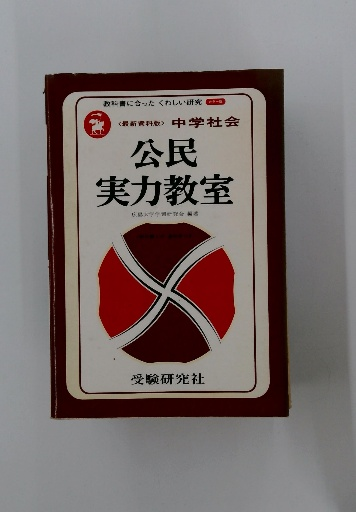 教科書に合った くわしい研究
〈最新資料版〉 中学社会
公民
実力教室
受験研究社